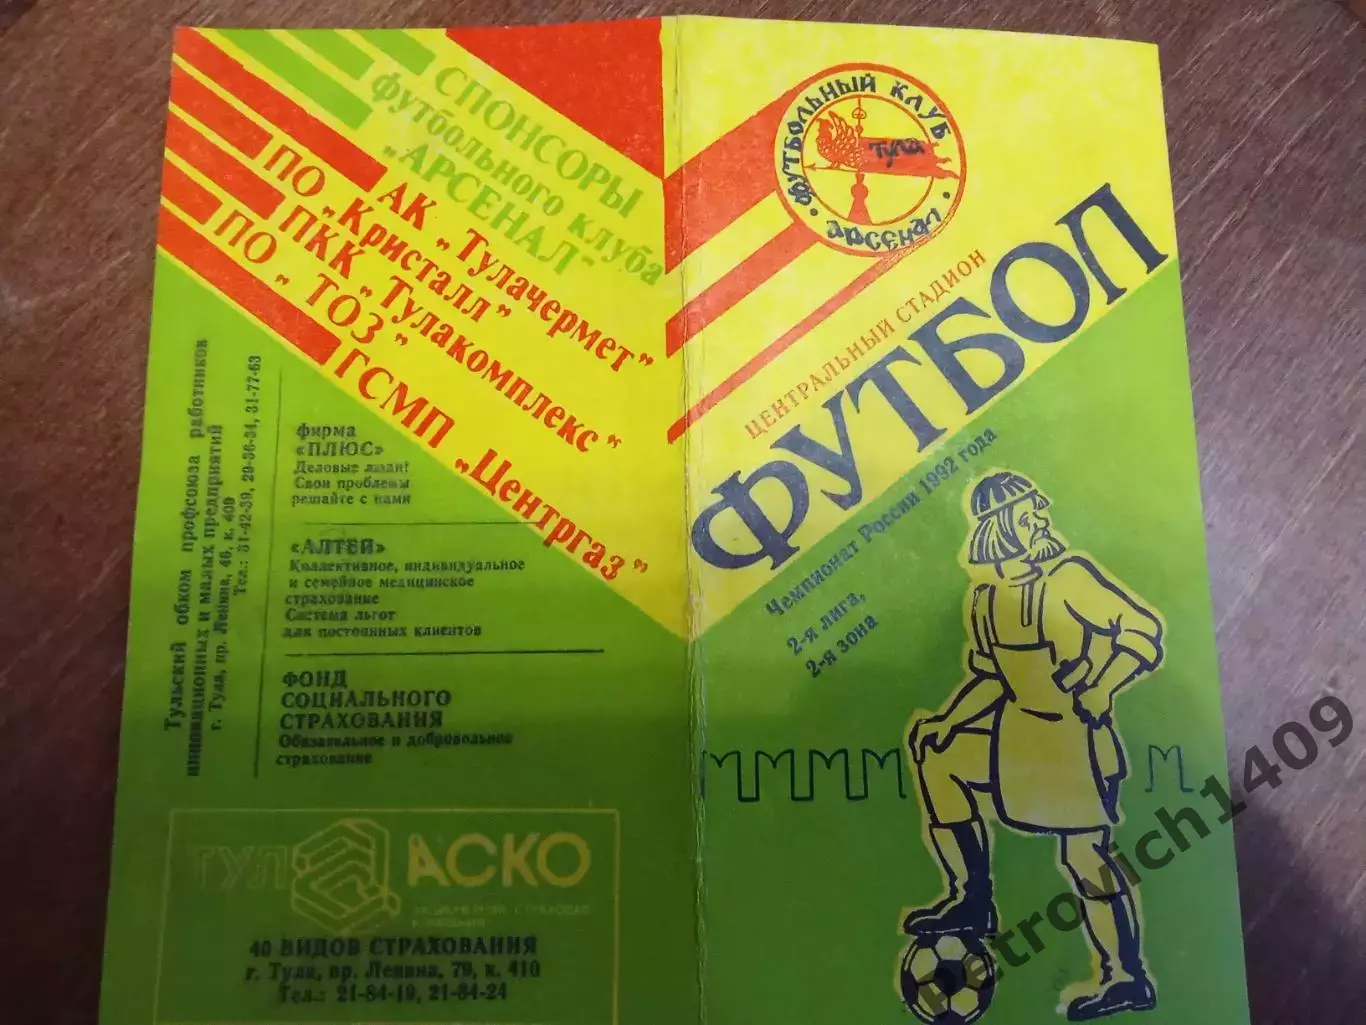 СПОНСОРЫ
футбольного клуба
„АРСЕНАЛ"
АК „Тулачермет"
ПО „Кристалл"
ПКК „Тулакомплекс"
ПО „ТОЗ"
ГСМП „Центргаз"
Тульский обком профсоюза работников
инновационных и малых предприятий
г. Тула, пр. Ленина, 46, к. 409
Тел.: 31-42-39, 29-36-34, 31-77-63
фирма
«ПЛЮС»
Деловые люди!
Свои проблемы
решайте с нами
«АЛТЕЙ»
Коллективное, индивидуальное
и семейное медицинское
страхование
Система льгот
для постоянных клиентов
ФОНД
СОЦИАЛЬНОГО
СТРАХОВАНИЯ
Обязательное и добровольное
страхование
ТУЛ АСКО
40 ВИДОВ СТРАХОВАНИЯ
г. Тула, пр. Ленина, 79, к. 410
Тел.: 21-84-19, 21-84-24
ФУТБОЛЬНЫЙ КЛУБ
Тула
• АРСЕНАЛ •
ЦЕНТРАЛЬНЫЙ СТАДИОН
ФУТБОЛ
Чемпионат России 1992 года
2-я лига,
2-я зона
Petrovich1409